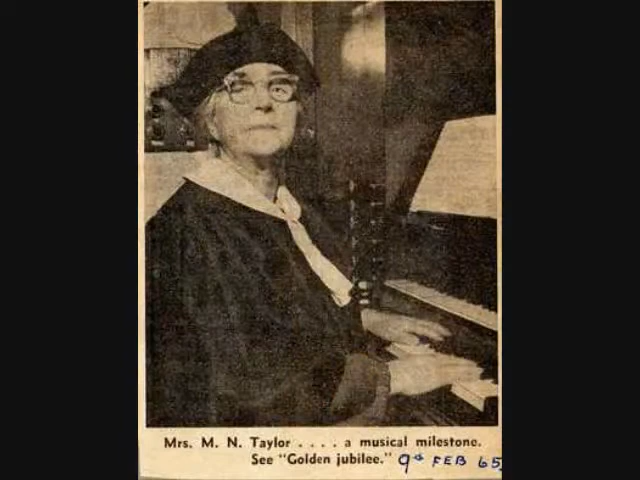 Mrs. M. N. Taylor . . . . a musical milestone.
See "Golden jubilee." 9th FEB 65